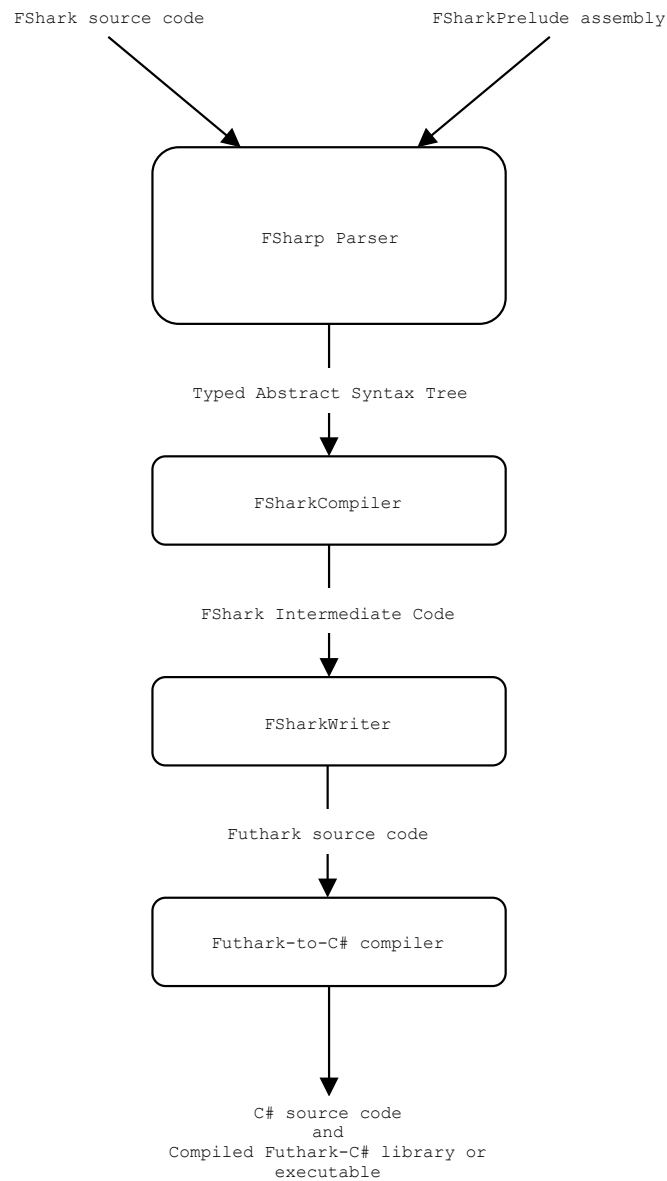 FShark source code
FSharkPrelude assembly
FSharp Parser
Typed Abstract Syntax Tree
FSharkCompiler
FShark Intermediate Code
FSharkWriter
Futhark source code
Futhark-to-C# compiler
C# source code
and
Compiled Futhark-C# library or
executable